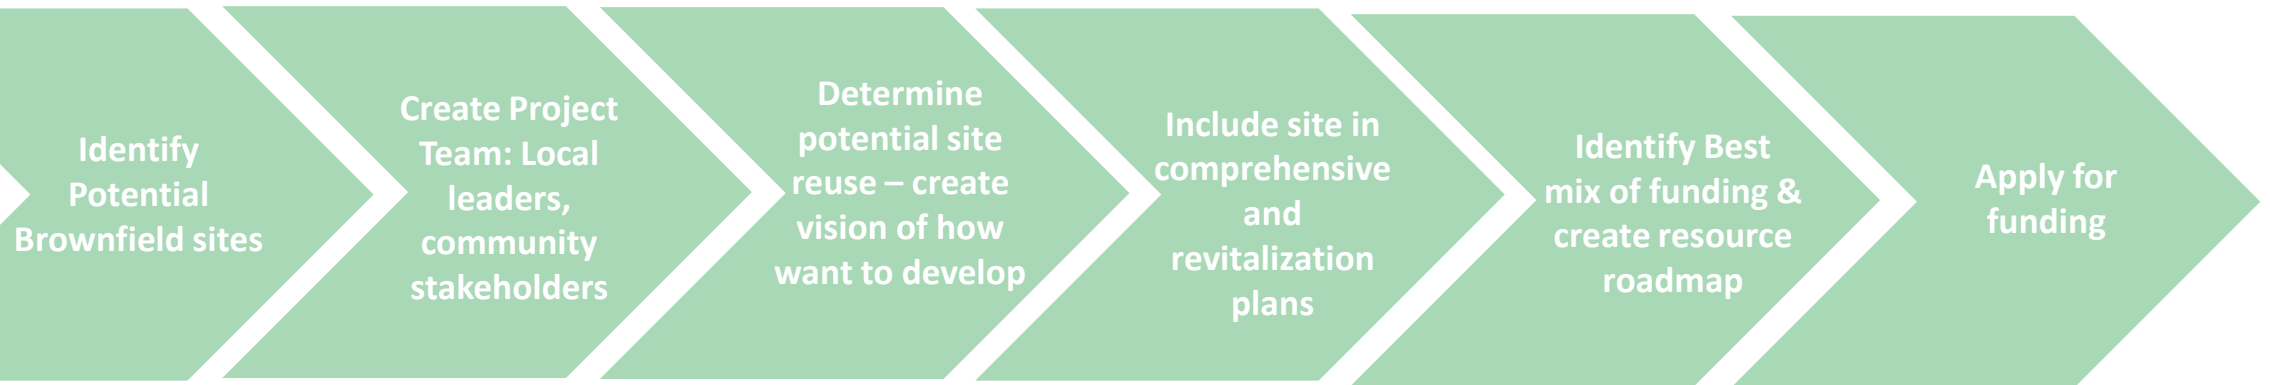 Identify
Potential
Brownfield sites
Create Project
Team: Local
leaders,
community
stakeholders
Determine
potential site
reuse – create
vision of how
want to develop
Include site in
comprehensive
and
revitalization
plans
Identify Best
mix of funding &
create resource
roadmap
Apply for
funding